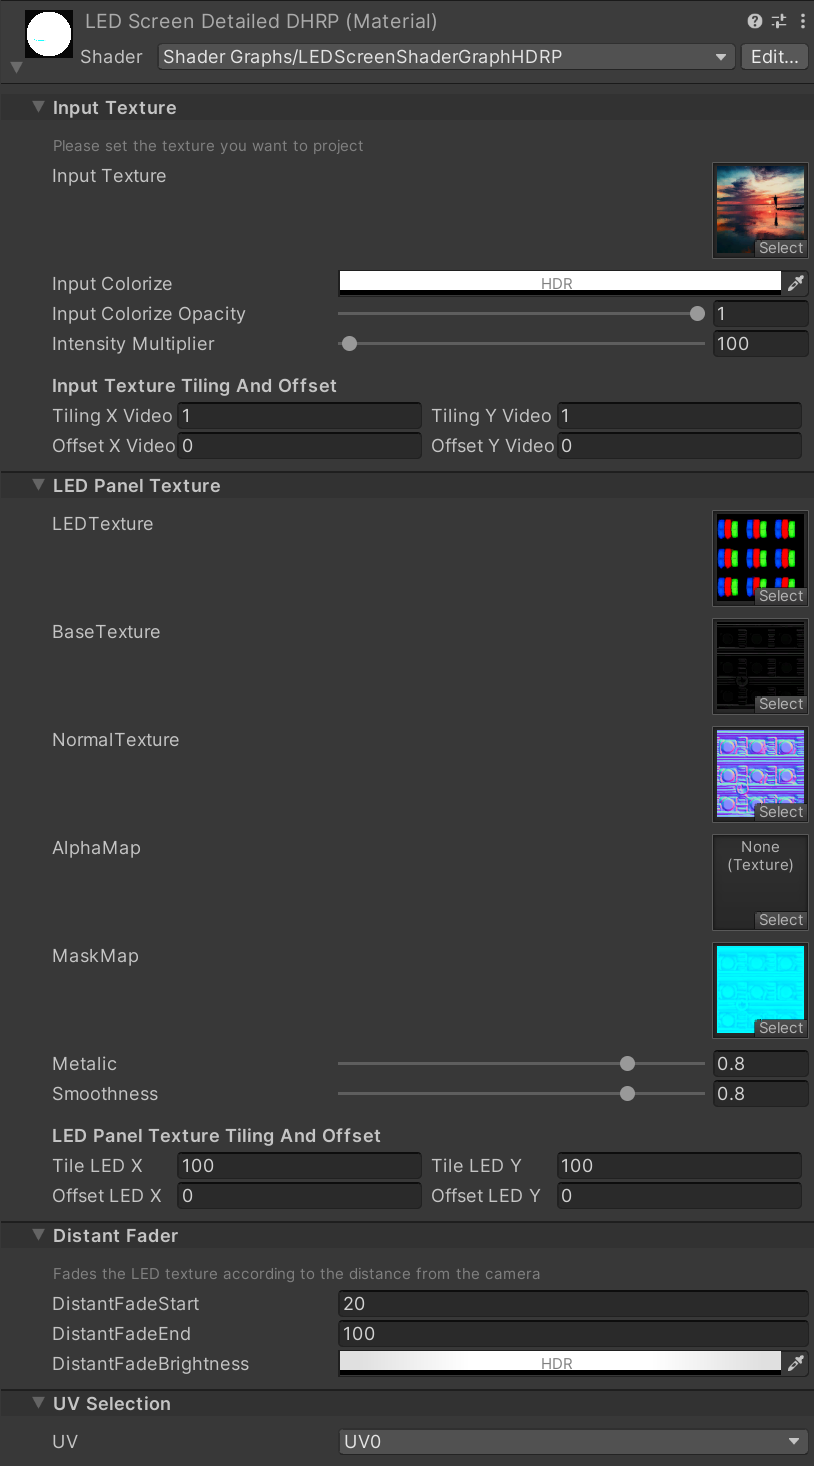 LED Screen Detailed DHRP (Material)
Shader Shader Graphs/LEDScreenShaderGraphHDRP Edit...
Input Texture
Please set the texture you want to project
Input Texture
Select
Input Colorize HDR
Input Colorize Opacity 1
Intensity Multiplier 100
Input Texture Tiling And Offset
Tiling X Video 1 Tiling Y Video 1
Offset X Video 0 Offset Y Video 0
LED Panel Texture
LEDTexture
Select
BaseTexture
Select
NormalTexture
Select
AlphaMap None
(Texture)
Select
MaskMap
Select
Metalic 0.8
Smoothness 0.8
LED Panel Texture Tiling And Offset
Tile LED X 100 Tile LED Y 100
Offset LED X 0 Offset LED Y 0
Distant Fader
Fades the LED texture according to the distance from the camera
DistantFadeStart 20
DistantFadeEnd 100
DistantFadeBrightness HDR
UV Selection
UV UV0